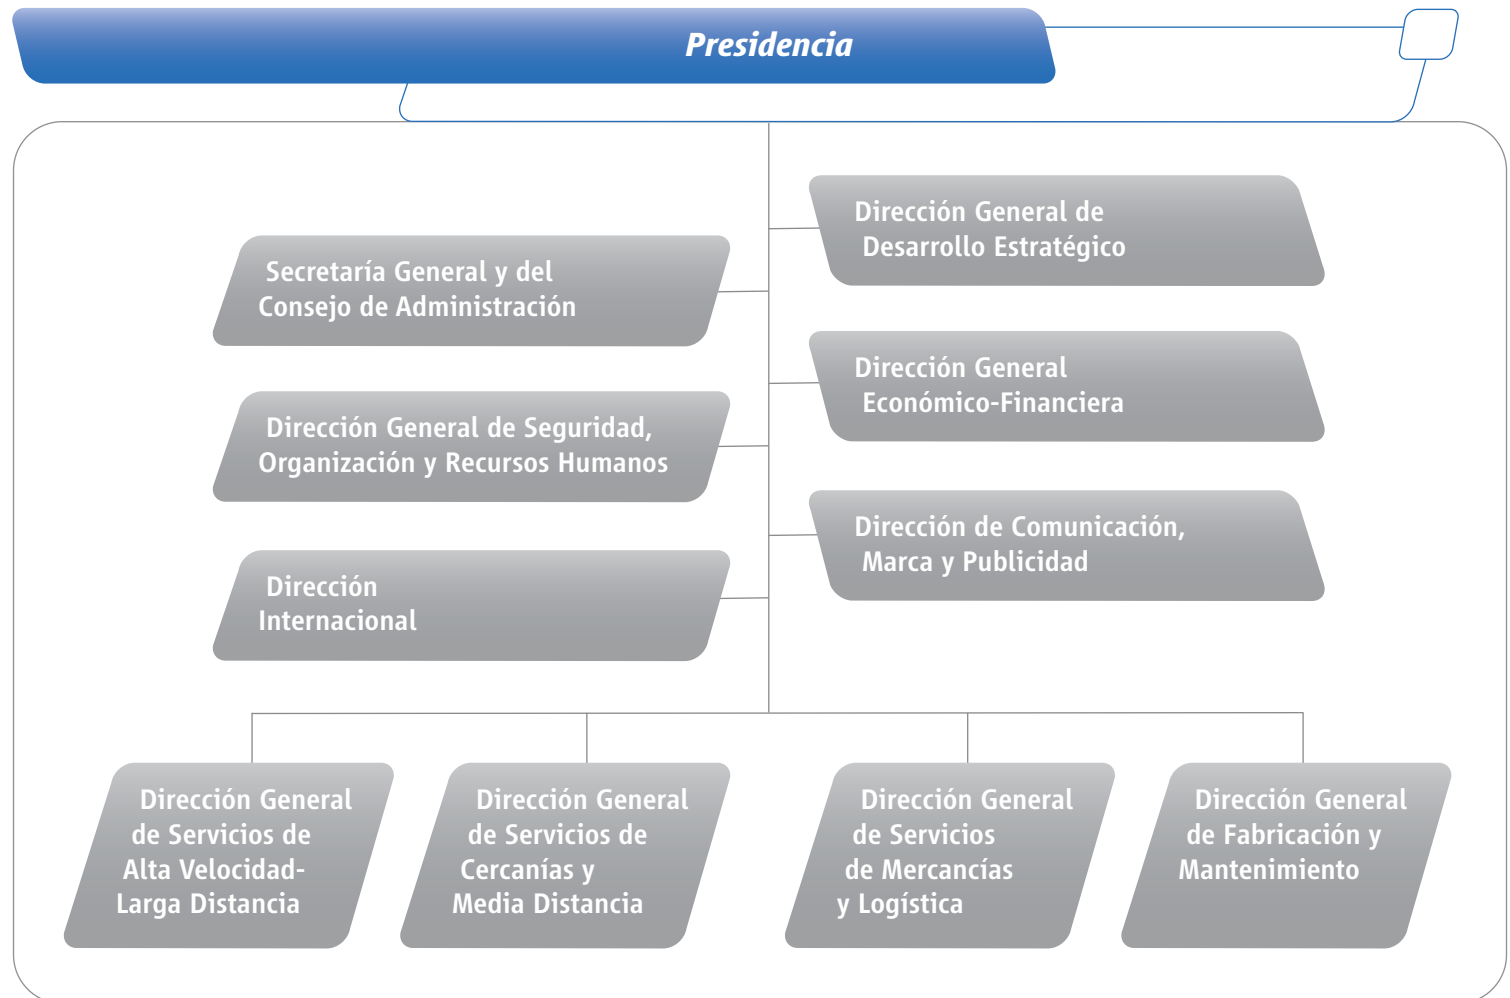 Presidencia
Dirección General de
Desarrollo Estratégico
Secretaría General y del
Consejo de Administración
Dirección General
Económico-Financiera
Dirección General de Seguridad,
Organización y Recursos Humanos
Dirección de Comunicación,
Marca y Publicidad
Dirección
Internacional
Dirección General
de Servicios de
Alta Velocidad-
Larga Distancia
Dirección General
de Servicios de
Cercanías y
Media Distancia
Dirección General
de Servicios
de Mercancías
y Logística
Dirección General
de Fabricación y
Mantenimiento